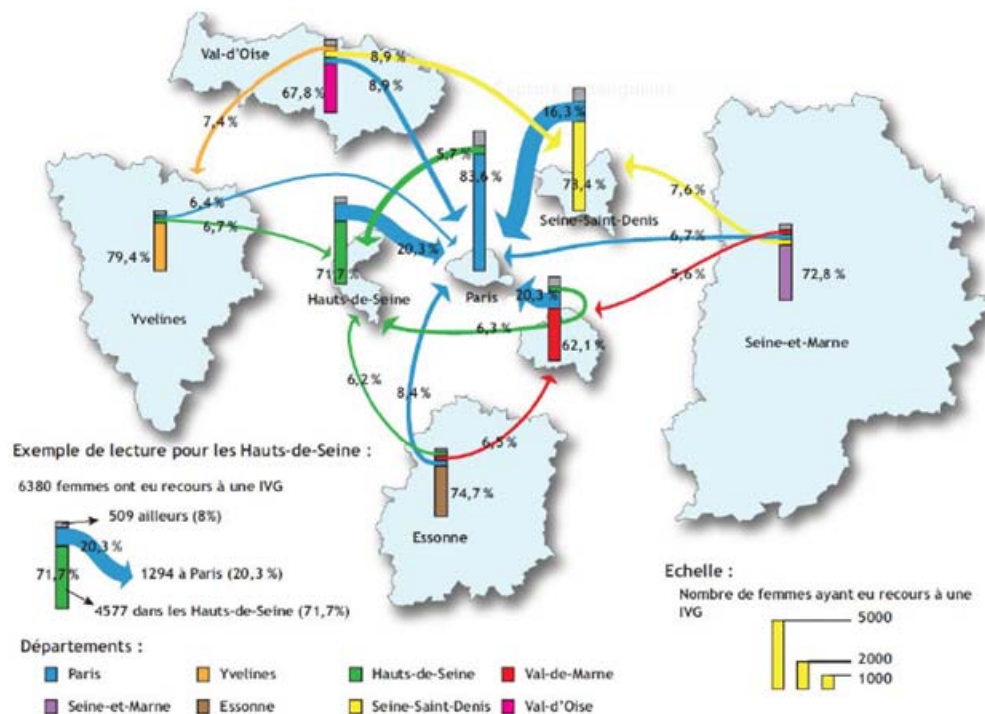 Val-d'Oise
8,9 %
8,9 %
67,8 %
7,4 %
16,3 %
5,7 %
83,6 %
73,4 %
Seine-Saint-Denis
7,6 %
6,4 %
6,7 %
79,4 %
Yvelines
20,3 %
71,7 %
Hauts-de-Seine
Paris
6,7 %
5,6 %
72,8 %
Seine-et-Marne
20,3 %
6,3 %
62,1 %
6,2 %
8,4 %
6,5 %
74,7 %
Essonne
Exemple de lecture pour les Hauts-de-Seine :
6380 femmes ont eu recours à une IVG
509 ailleurs (8%)
20,3 %
71,7%
1294 à Paris (20,3 %)
4577 dans les Hauts-de-Seine (71,7%)
Echelle :
Nombre de femmes ayant eu recours à une
IVG
5000
2000
1000
Départements :
Paris
Yvelines
Hauts-de-Seine
Val-de-Marne
Seine-et-Marne
Essonne
Seine-Saint-Denis
Val-d'Oise